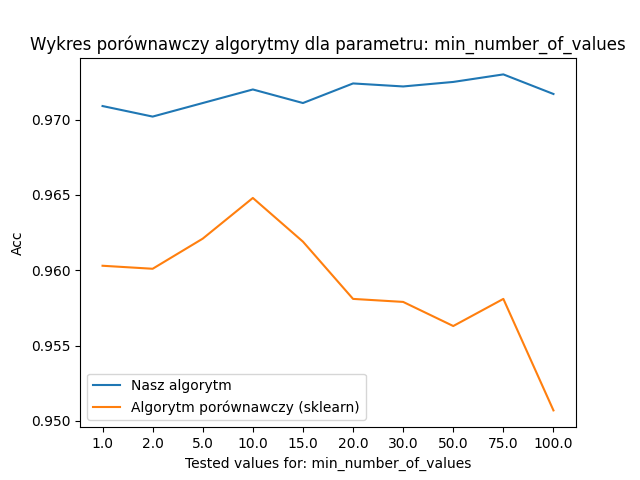 Wykres porównawczy algorytmy dla parametru: min_number_of_values
0.970
0.965
0.960
0.955
0.950
Acc
Nasz algorytm
Algorytm porównawczy (sklearn)
1.0 2.0 5.0 10.0 15.0 20.0 30.0 50.0 75.0 100.0
Tested values for: min_number_of_values